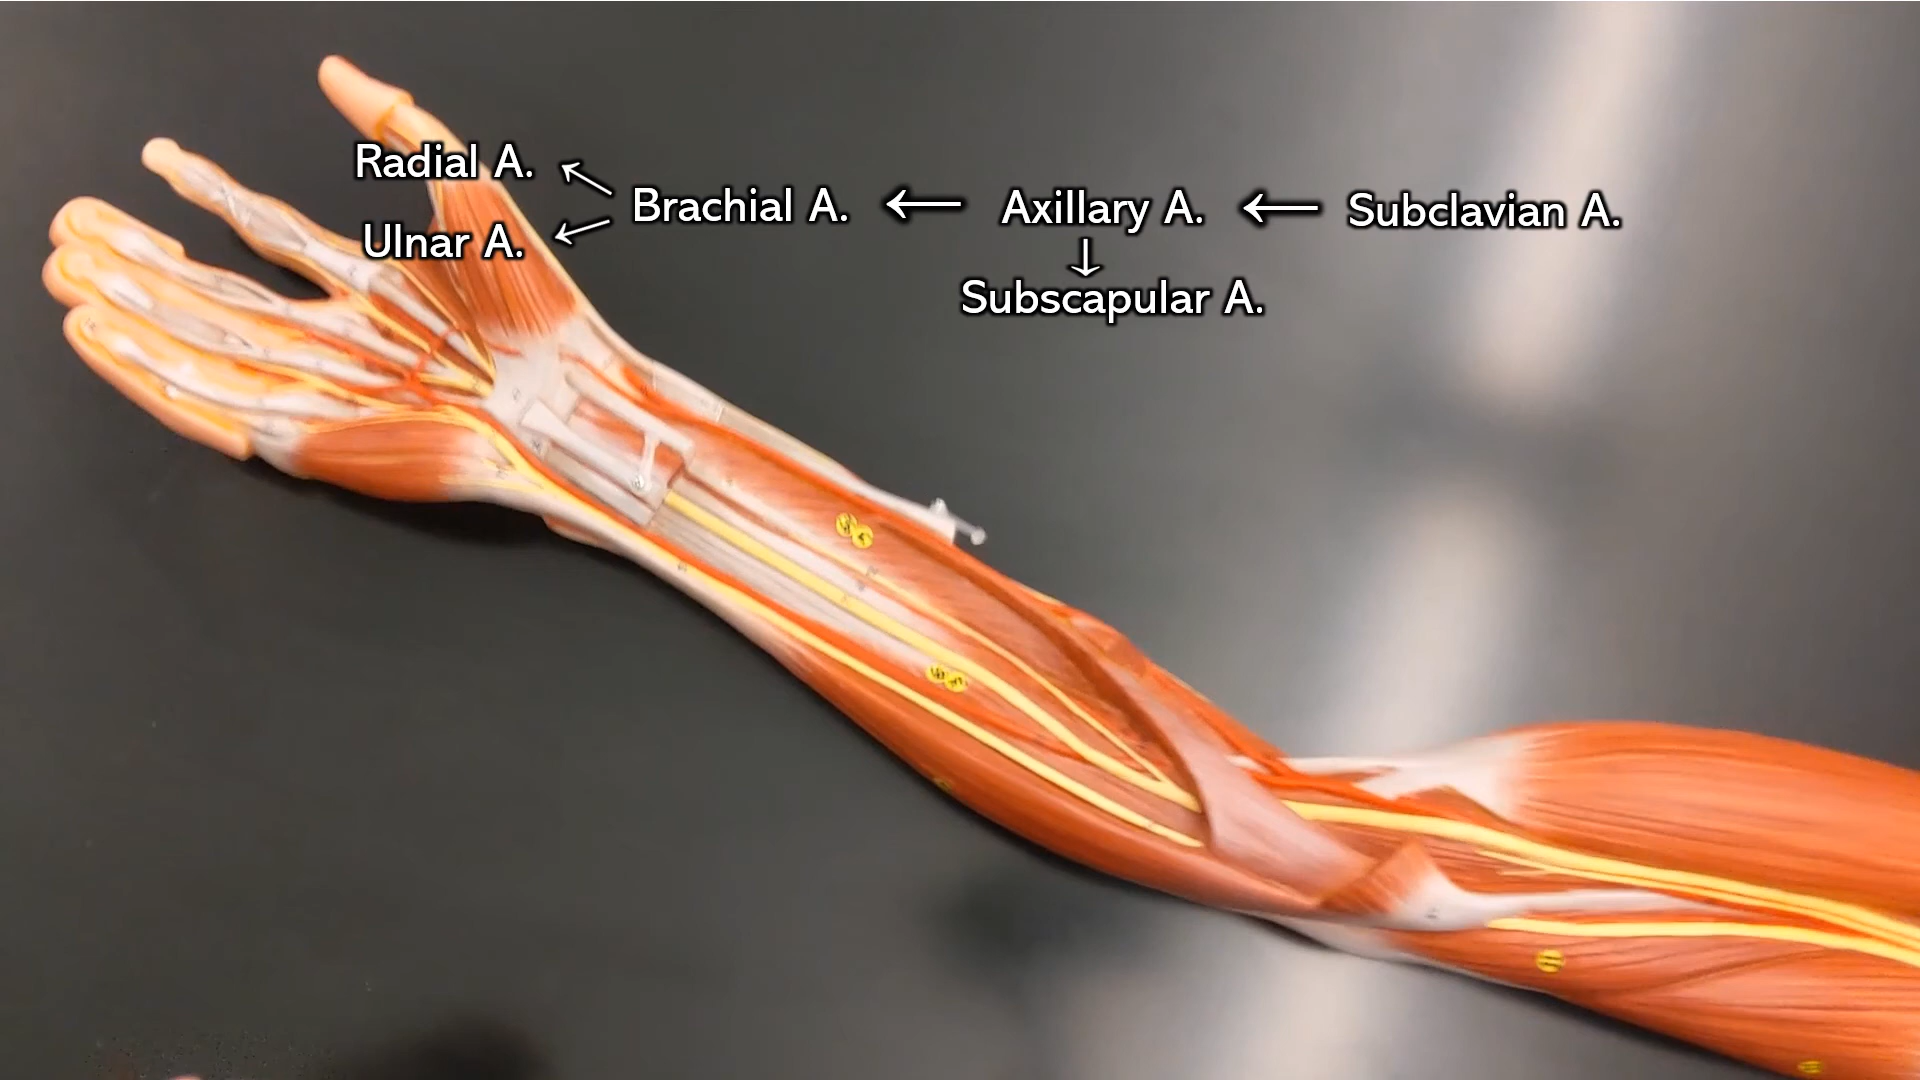 Radial A.
Ulnar A.
Brachial A.
Axillary A.
Subclavian A.
Subscapular A.